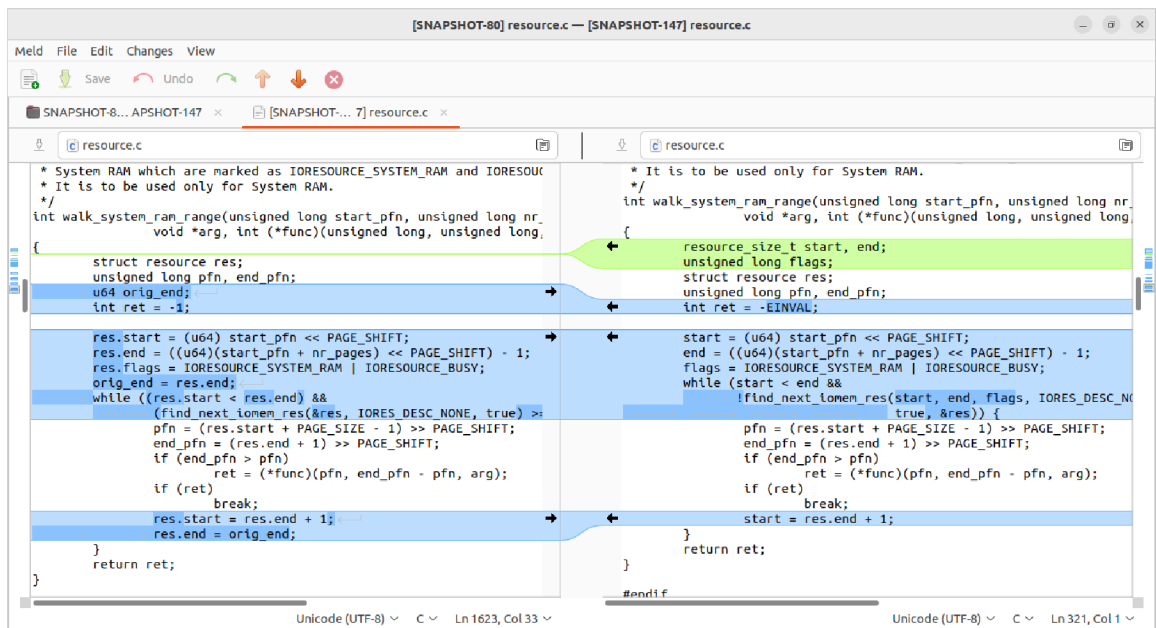 [SNAPSHOT-80] resource.c — [SNAPSHOT-147] resource.c
Meld File Edit Changes View
Save Undo
SNAPSHOT-8... APSHOT-147 × [SNAPSHOT-... 7] resource.c ×
resource.c
* System RAM which are marked as IORESOURCE_SYSTEM_RAM and IORESOUC
* It is to be used only for System RAM.
*/
int walk_system_ram_range(unsigned long start_pfn, unsigned long nr_
void *arg, int (*func)(unsigned long, unsigned long,
{
struct resource res;
unsigned long pfn, end_pfn;
u64 orig_end;
int ret = -1;
res.start = (u64) start_pfn << PAGE_SHIFT;
res.end = ((u64)(start_pfn + nr_pages) << PAGE_SHIFT) - 1;
res.flags = IORESOURCE_SYSTEM_RAM | IORESOURCE_BUSY;
orig_end = res.end;
while ((res.start < res.end) &&
(find_next_iomem_res(&res, IORES_DESC_NONE, true) >=
pfn = (res.start + PAGE_SIZE - 1) >> PAGE_SHIFT;
end_pfn = (res.end + 1) >> PAGE_SHIFT;
if (end_pfn > pfn)
ret = (*func)(pfn, end_pfn - pfn, arg);
if (ret)
break;
res.start = res.end + 1;
res.end = orig_end;
}
return ret;
}
Unicode (UTF-8) C Ln 1623, Col 33
resource.c
* It is to be used only for System RAM.
*/
int walk_system_ram_range(unsigned long start_pfn, unsigned long nr_
void *arg, int (*func)(unsigned long, unsigned long,
{
resource_size_t start, end;
unsigned long flags;
struct resource res;
unsigned long pfn, end_pfn;
int ret = -EINVAL;
start = (u64) start_pfn << PAGE_SHIFT;
end = ((u64)(start_pfn + nr_pages) << PAGE_SHIFT) - 1;
flags = IORESOURCE_SYSTEM_RAM | IORESOURCE_BUSY;
while (start < end &&
!find_next_iomem_res(start, end, flags, IORES_DESC_NO
true, &res)) {
pfn = (res.start + PAGE_SIZE - 1) >> PAGE_SHIFT;
end_pfn = (res.end + 1) >> PAGE_SHIFT;
if (end_pfn > pfn)
ret = (*func)(pfn, end_pfn - pfn, arg);
if (ret)
break;
start = res.end + 1;
}
return ret;
}
#endif
Unicode (UTF-8) C Ln 321, Col 1